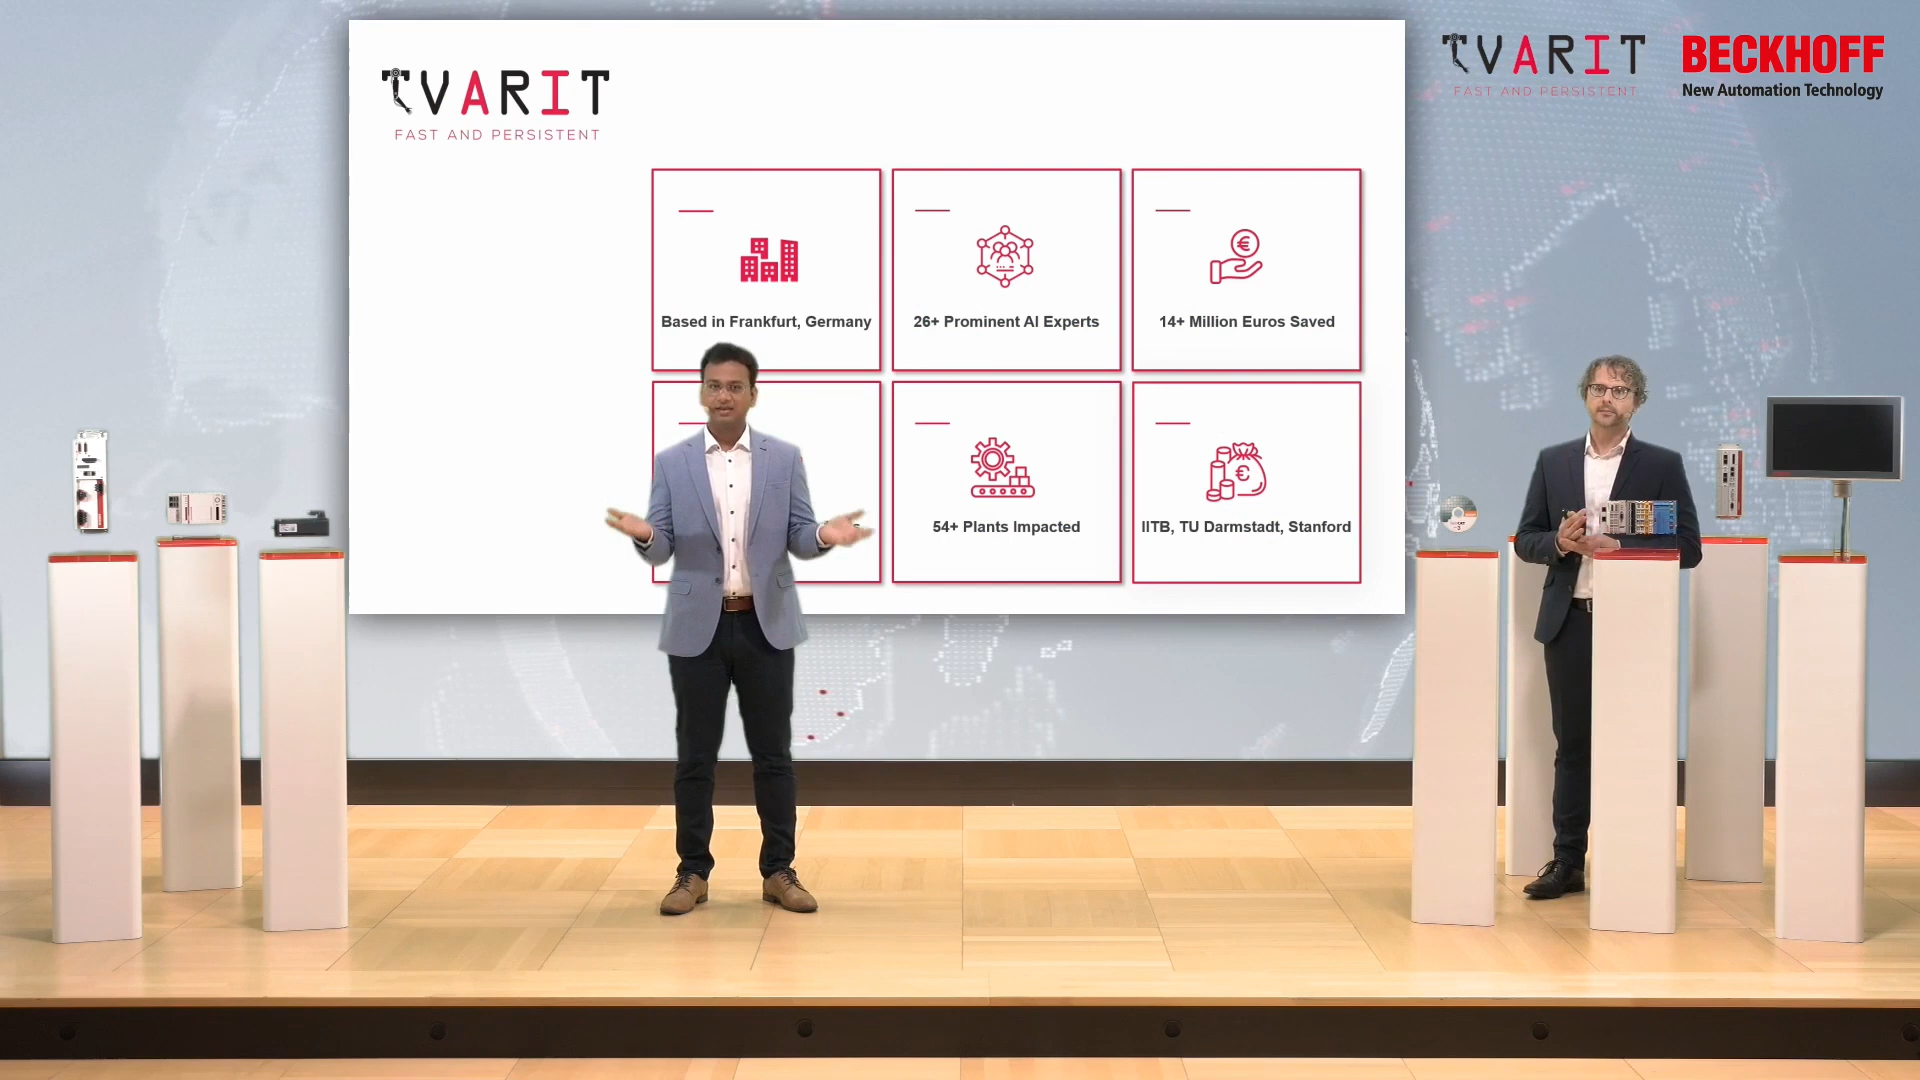 TVARIT
FAST AND PERSISTENT
TVARIT
FAST AND PERSISTENT
BECKHOFF
New Automation Technology
Based in Frankfurt, Germany
26+ Prominent AI Experts
14+ Million Euros Saved
54+ Plants Impacted
IITB, TU Darmstadt, Stanford